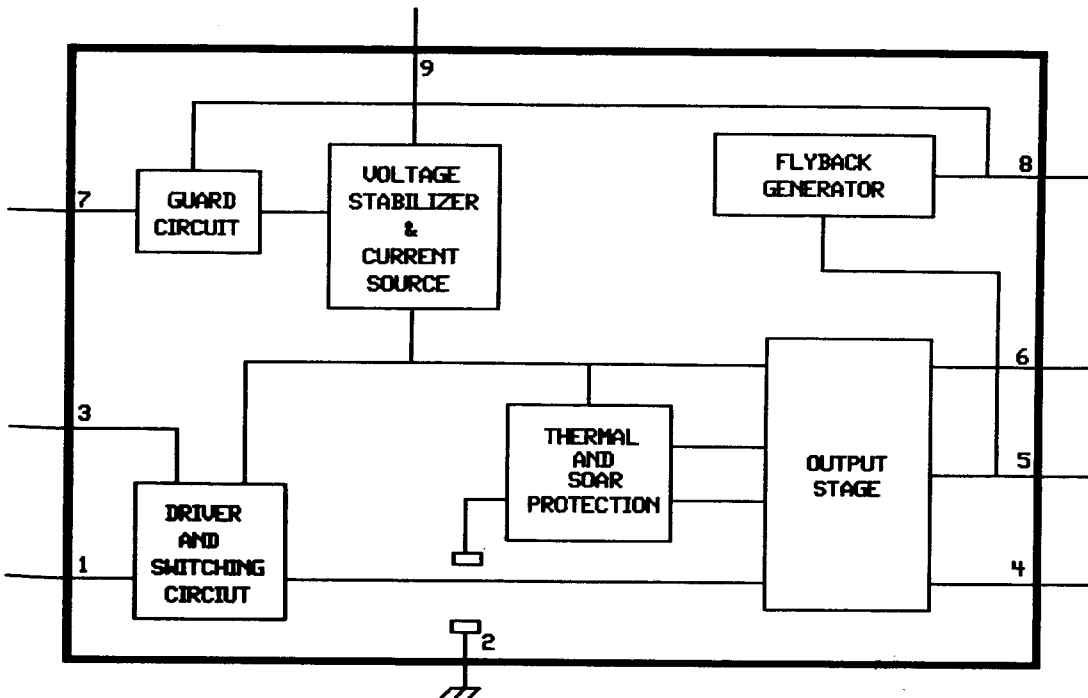 9
VOLTAGE
STABILIZER
&
CURRENT
SOURCE
FLYBACK
GENERATOR
8
7
GUARD
CIRCUIT
6
3
THERMAL
AND
SOAR
PROTECTION
OUTPUT
STAGE
5
DRIVER
AND
SWITCHING
CIRCIUT
1
4
2